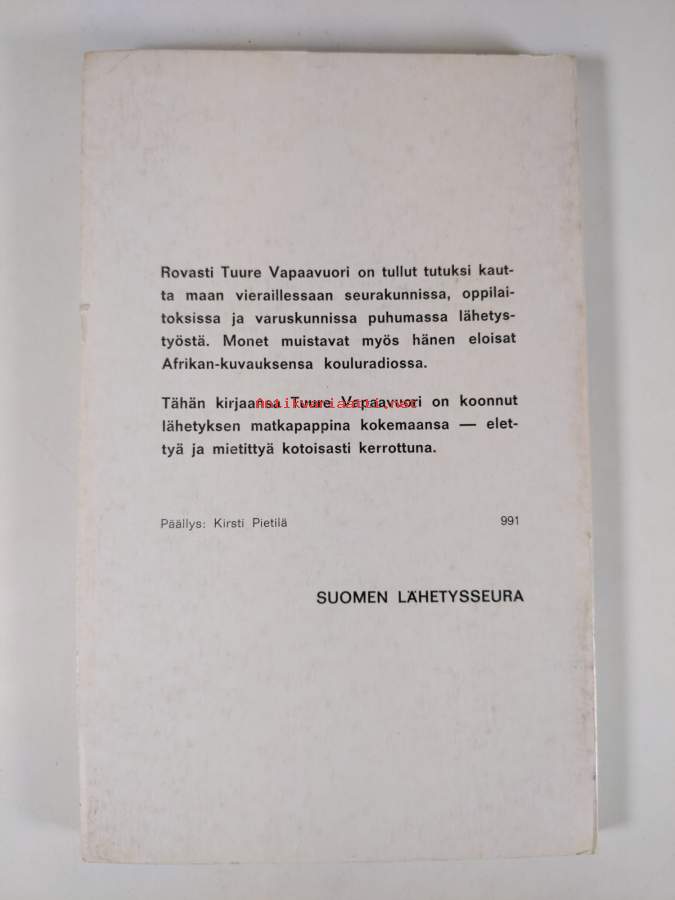 Rovasti Tuure Vapaavuori on tullut tutuksi kaut-
ta maan vieraillessaan seurakunnissa, oppilai-
toksissa ja varuskunnissa puhumassa lähetys-
työstä. Monet muistavat myös hänen eloisat
Afrikan-kuvauksensa kouluradiossa.
Tähän kirjaansa Tuure Vapaavuori on koonnut
Antikvariaatti.net
lähetyksen matkapappina kokemaansa — elet-
tyä ja mietittyä kotoisasti kerrottuna.
Päällys: Kirsti Pietilä 991
SUOMEN LÄHETYSSEURA